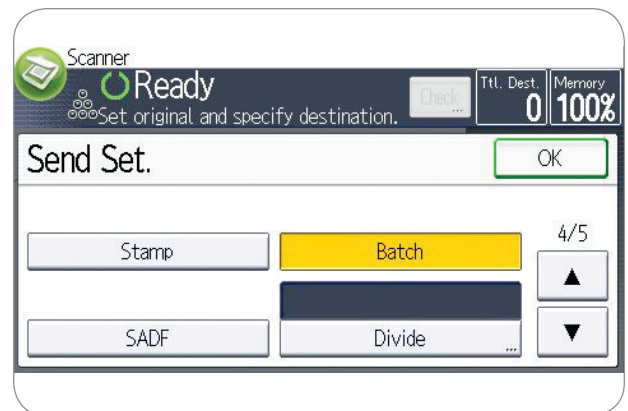 Scanner
Ready
Set original and specify destination.
Check...
Ttl. Dest.
0
Memory
100%
Send Set.
OK
Stamp
Batch
4/5
▲
SADF
Divide...
▼